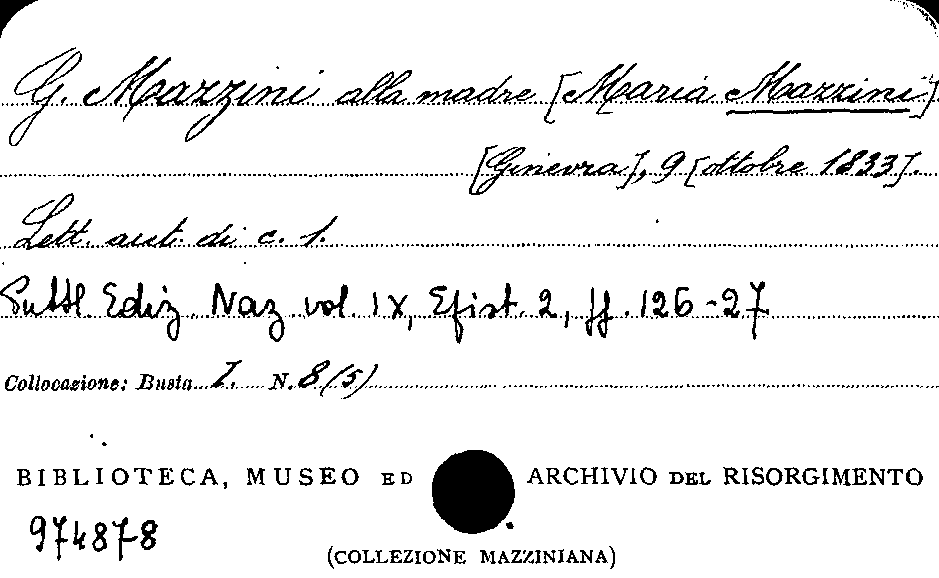 G. Mazzini alla madre [Maria Mazzini]
[Ginevra], 9 [ottobre 1833].
Lett. aut. di c. 1.
Pubbl. Ediz. Naz. vol. IX, Epist. 2, pp. 126-27
Collocazione: Busta I. N. 8 (5)
BIBLIOTECA, MUSEO ED ARCHIVIO DEL RISORGIMENTO
974878
(COLLEZIONE MAZZINIANA)